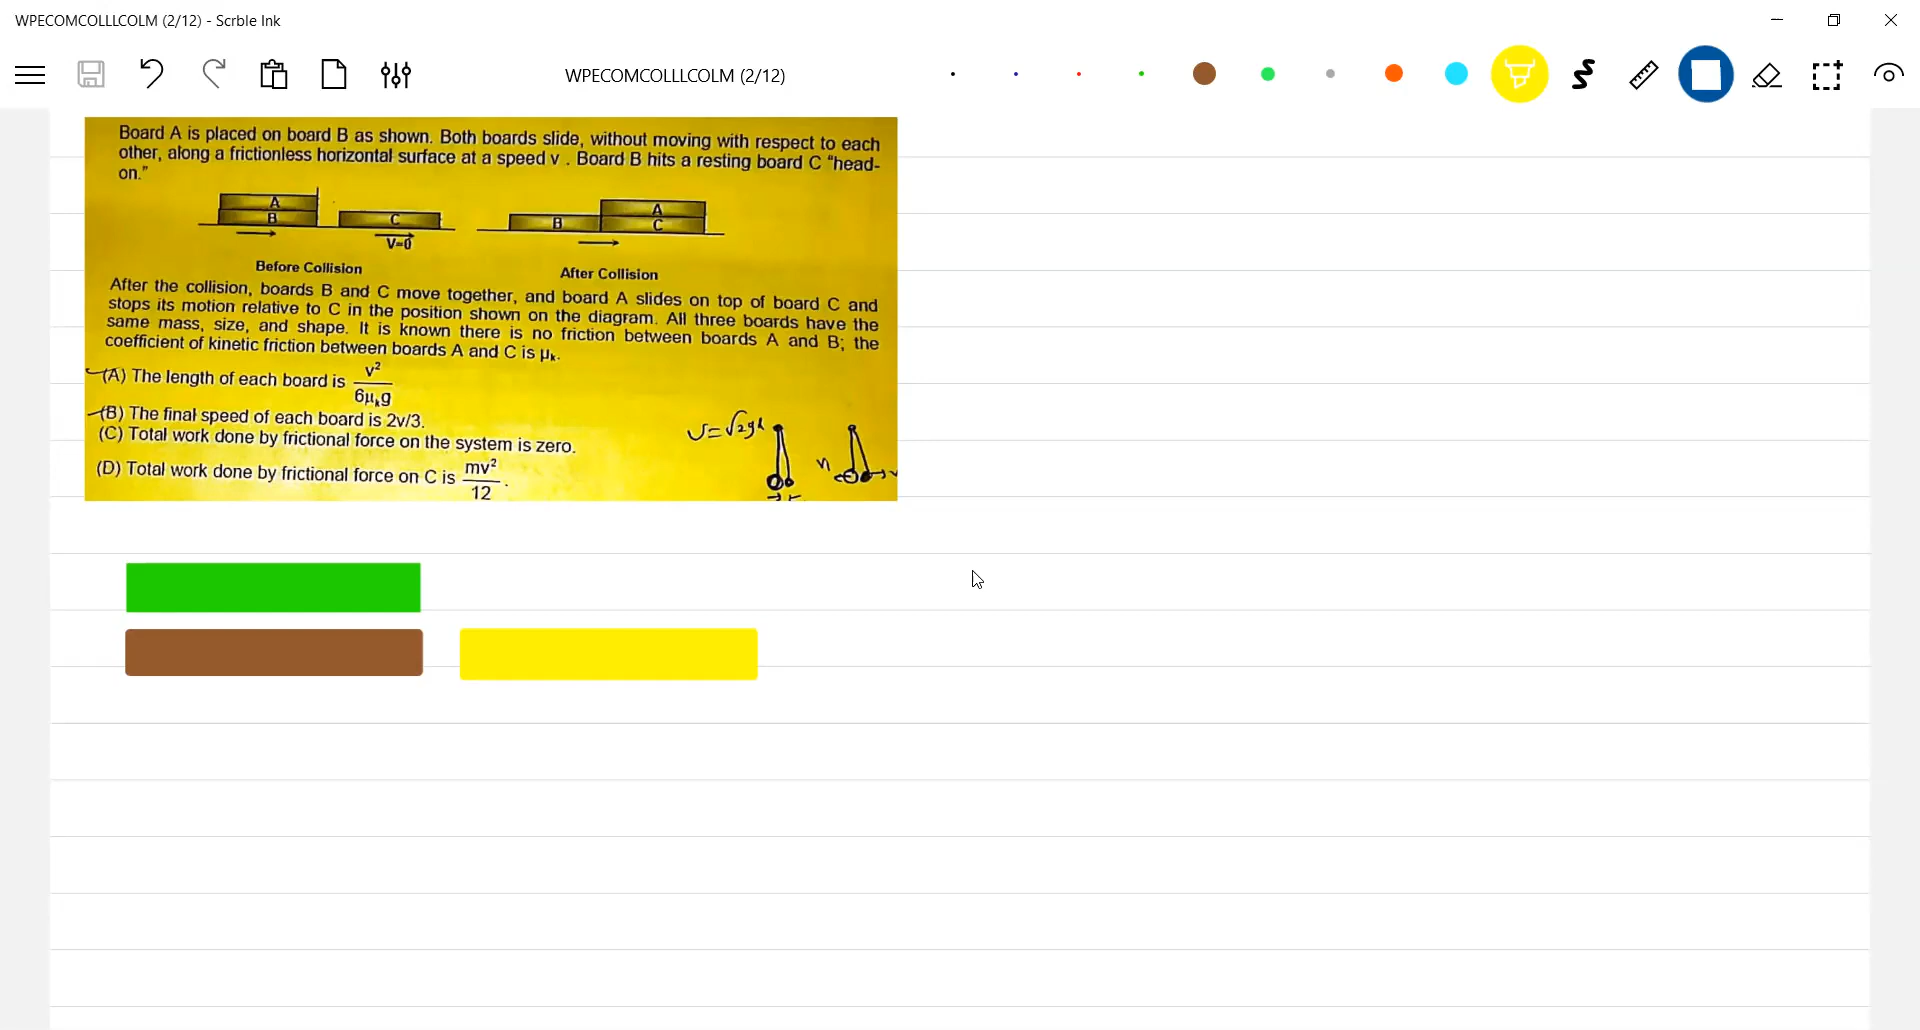 WPECOMCOLLLCOLM (2/12) - Scrble Ink
WPECOMCOLLLCOLM (2/12)
Board A is placed on board B as shown. Both boards slide, without moving with respect to each
other, along a frictionless horizontal surface at a speed v . Board B hits a resting board C “head-
on.”
A
B
C
V=0
B
A
C
Before Collision
After Collision
After the collision, boards B and C move together, and board A slides on top of board C and
stops its motion relative to C in the position shown on the diagram. All three boards have the
same mass, size, and shape. It is known there is no friction between boards A and B; the
coefficient of kinetic friction between boards A and C is μk.
(A) The length of each board is v²/6μkg
(B) The final speed of each board is 2v/3.
(C) Total work done by frictional force on the system is zero.
(D) Total work done by frictional force on C is mv²/12.